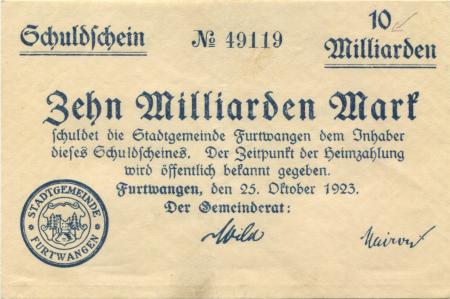 Schuldschein № 49119 10 Milliarden
Zehn Milliarden Mark
schuldet die Stadtgemeinde Furtwangen dem Inhaber
dieses Schuldscheines. Der Zeitpunkt der Heimzahlung
wird öffentlich bekannt gegeben.
Furtwangen, den 25. Oktober 1923.
Der Gemeinderat:
STADTGEMEINDE FURTWANGEN
Wild